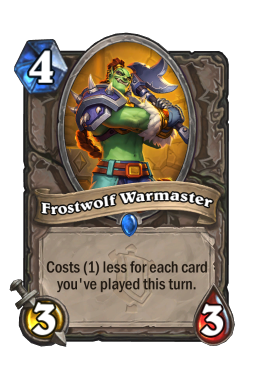 4
Frostwolf Warmaster
Costs (1) less for each card
you've played this turn.
3 3